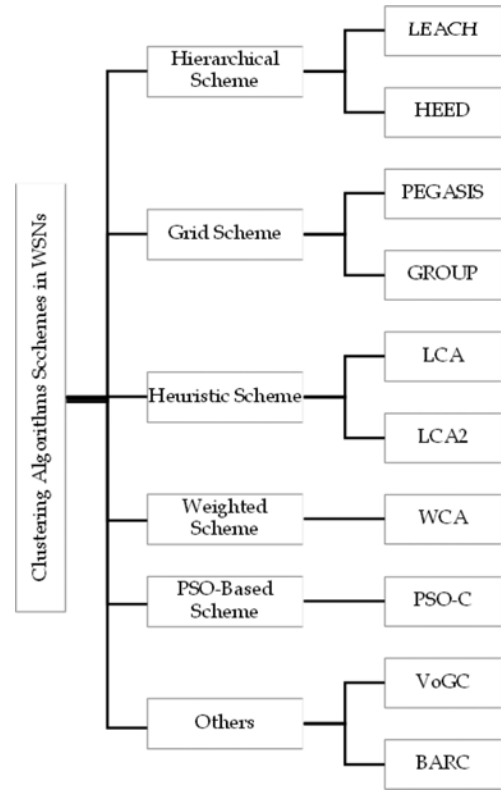 Clustering Algorithms Scchemes in WSNs
Hierarchical
Scheme
LEACH
HEED
Grid Scheme
PEGASIS
GROUP
Heuristic Scheme
LCA
LCA2
Weighted
Scheme
WCA
PSO-Based
Scheme
PSO-C
Others
VoGC
BARC